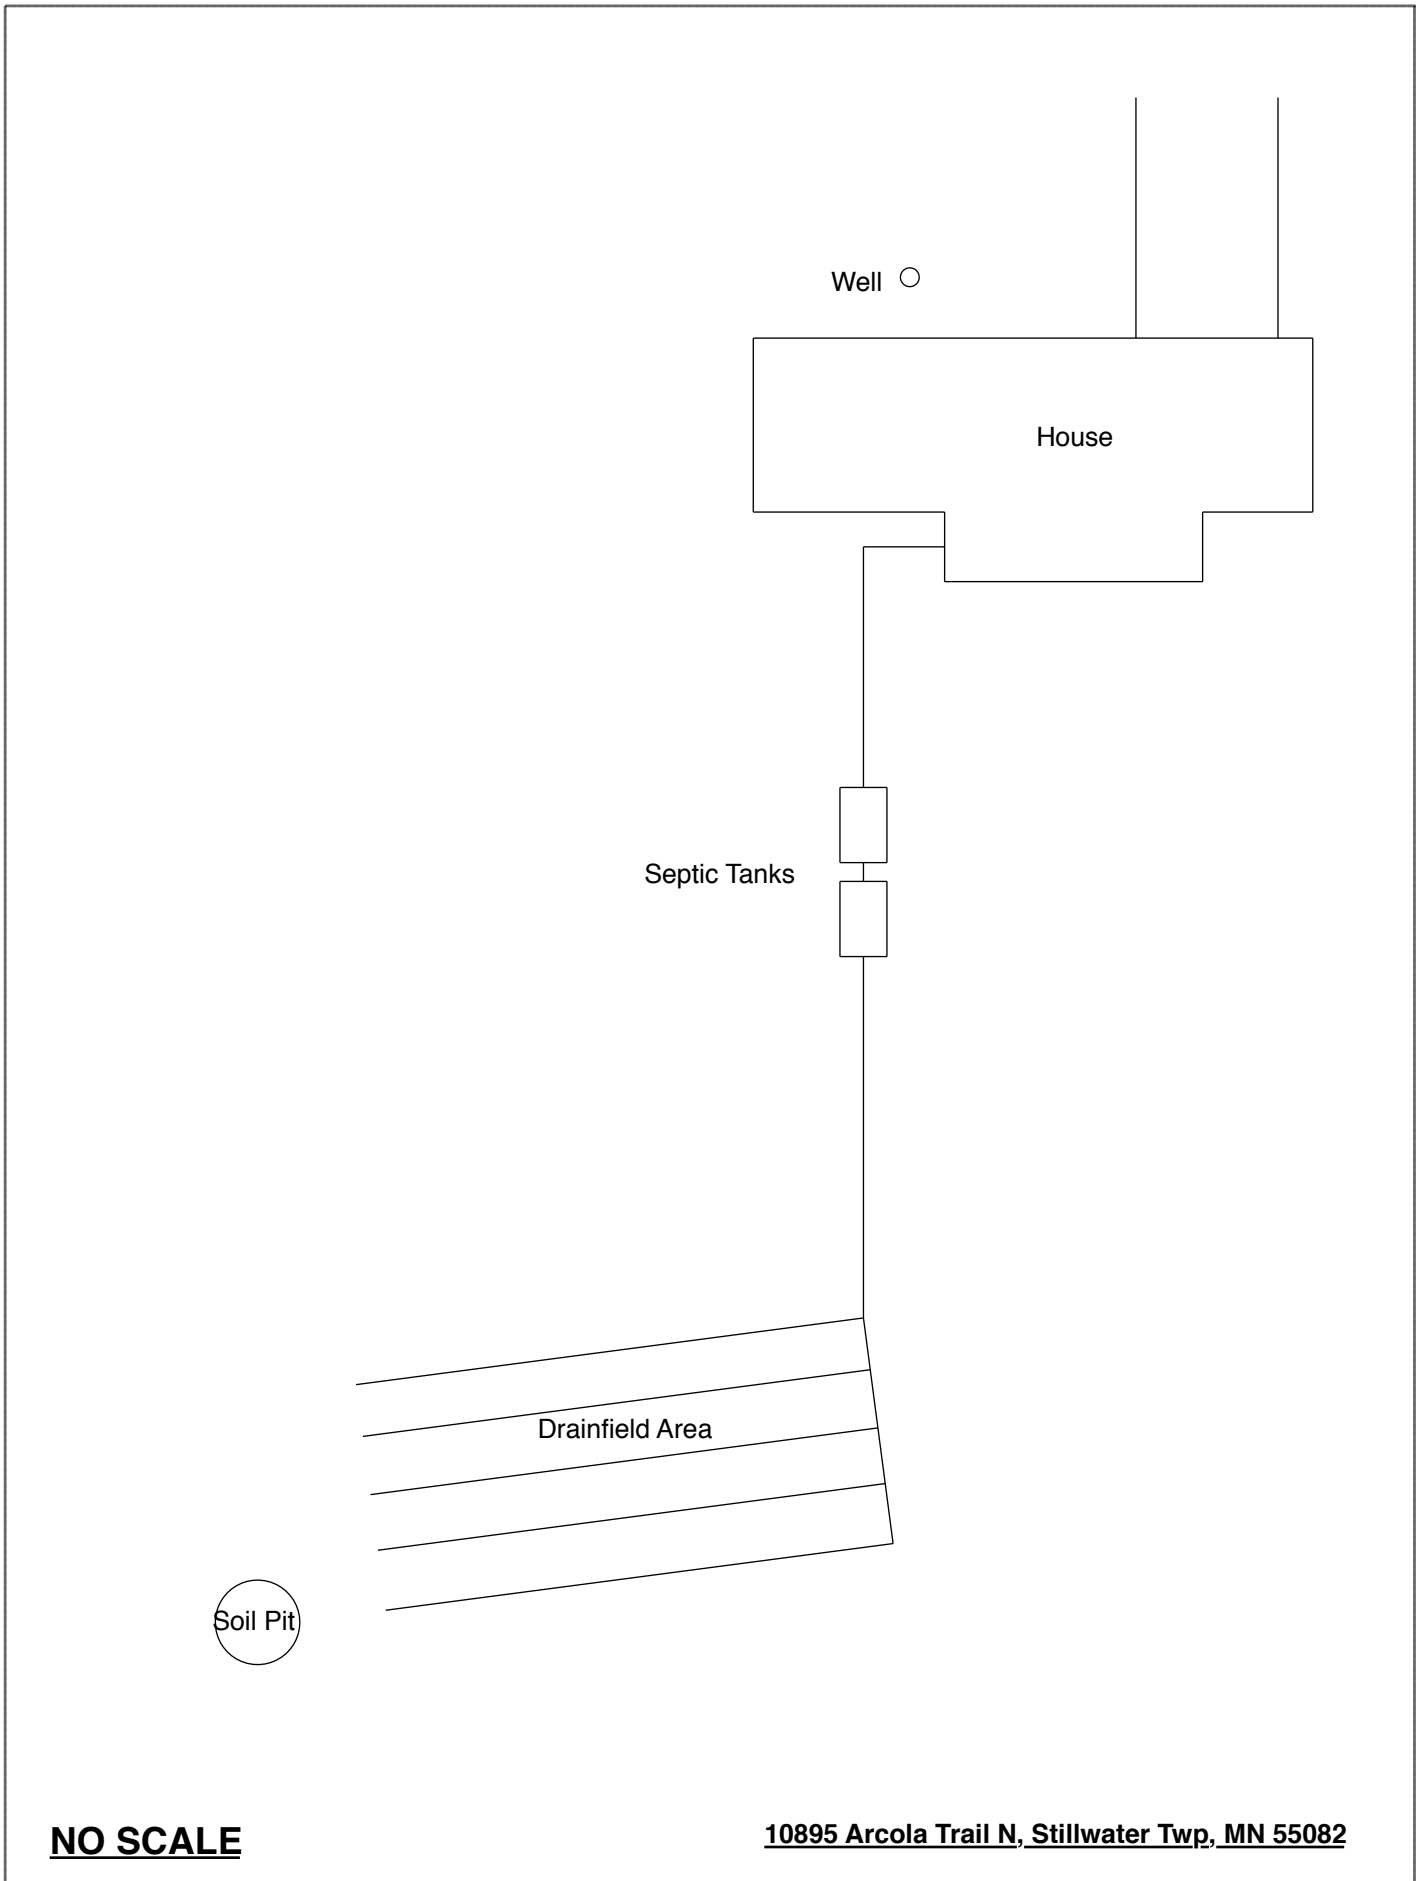 Well
House
Septic Tanks
Drainfield Area
Soil Pit
NO SCALE
10895 Arcola Trail N, Stillwater Twp, MN 55082